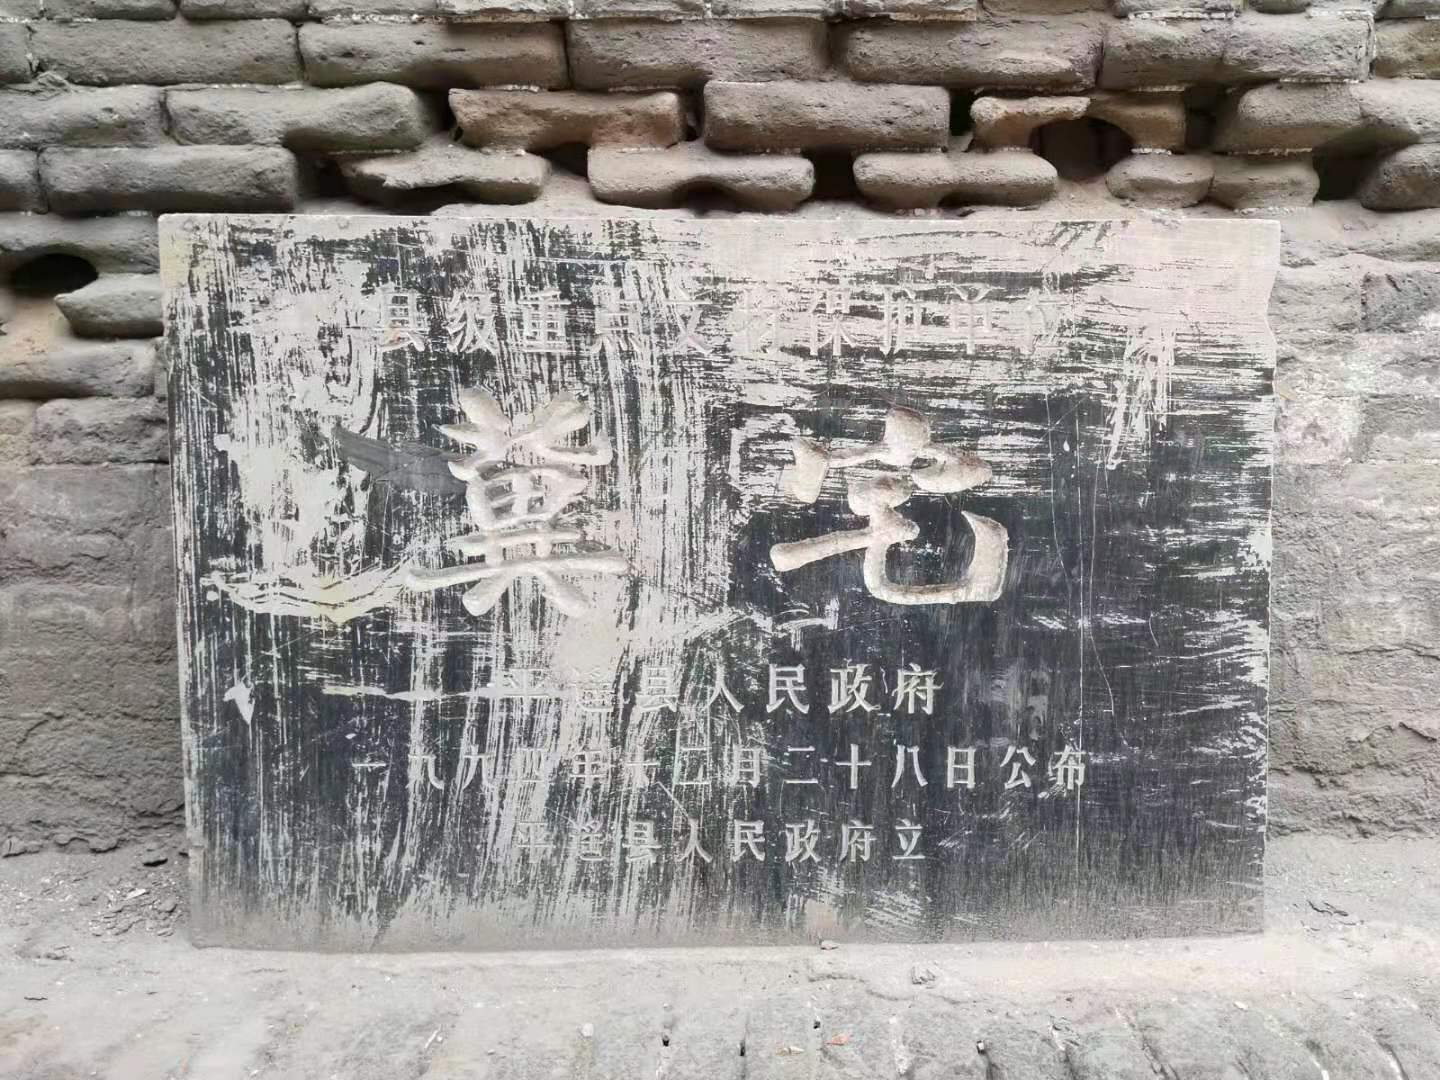 县级重点文物保护单位
冀宅
平遥县人民政府
一九九四年十二月二十八日公布
平遥县人民政府立